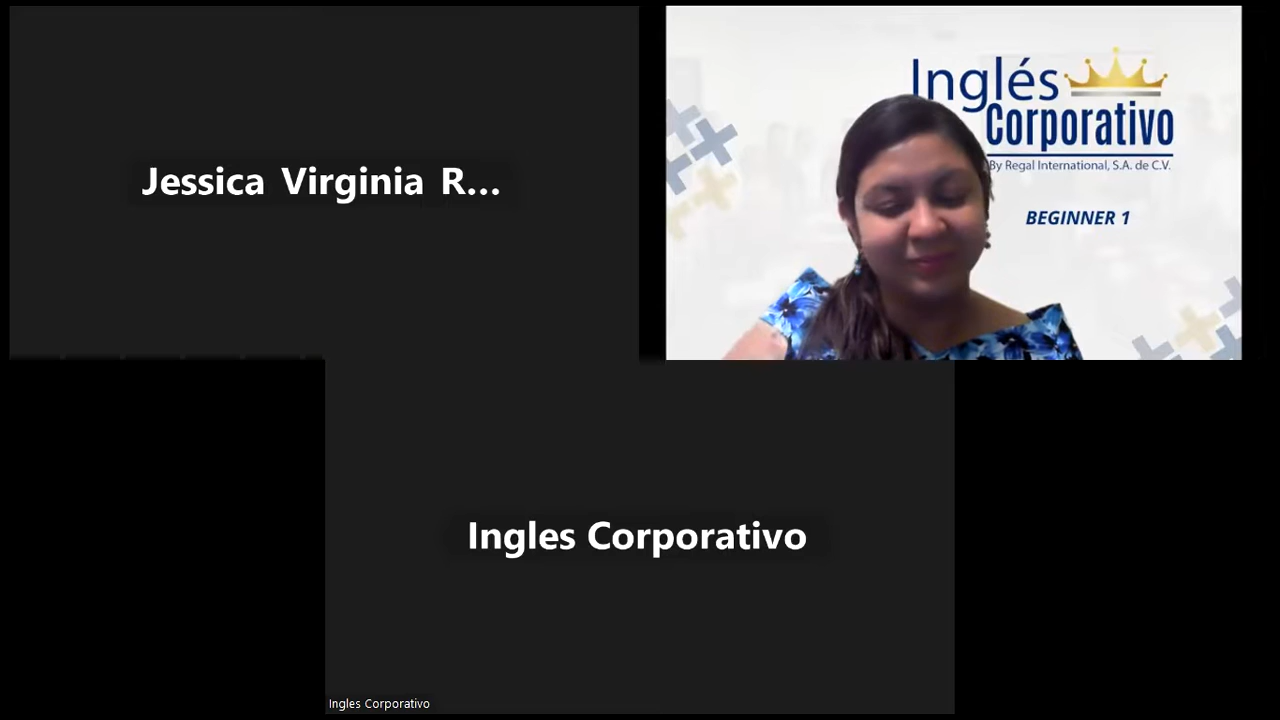 Jessica Virginia R...
Inglés
Corporativo
By Regal International, S.A. de C.V.
BEGINNER 1
Ingles Corporativo
Ingles Corporativo